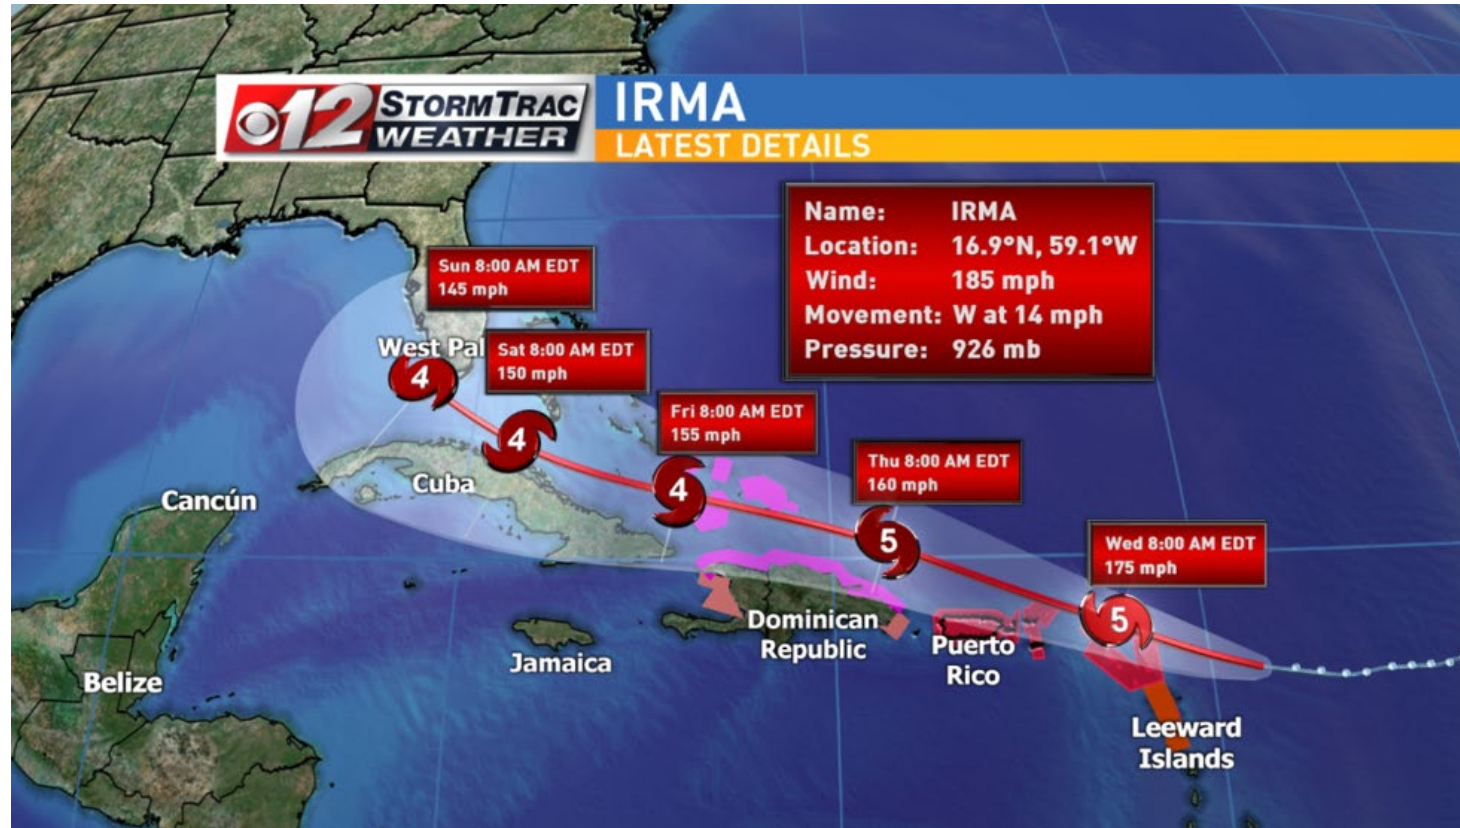 12 STORMTRAC
WEATHER
IRMA
LATEST DETAILS
Name: IRMA
Location: 16.9°N, 59.1°W
Wind: 185 mph
Movement: W at 14 mph
Pressure: 926 mb
Sun 8:00 AM EDT
145 mph
West Pal
Sat 8:00 AM EDT
150 mph
4
4
Fri 8:00 AM EDT
155 mph
4
Thu 8:00 AM EDT
160 mph
5
Wed 8:00 AM EDT
175 mph
5
Cuba
Cancún
Dominican
Republic
Puerto
Rico
Jamaica
Belize
Leeward
Islands